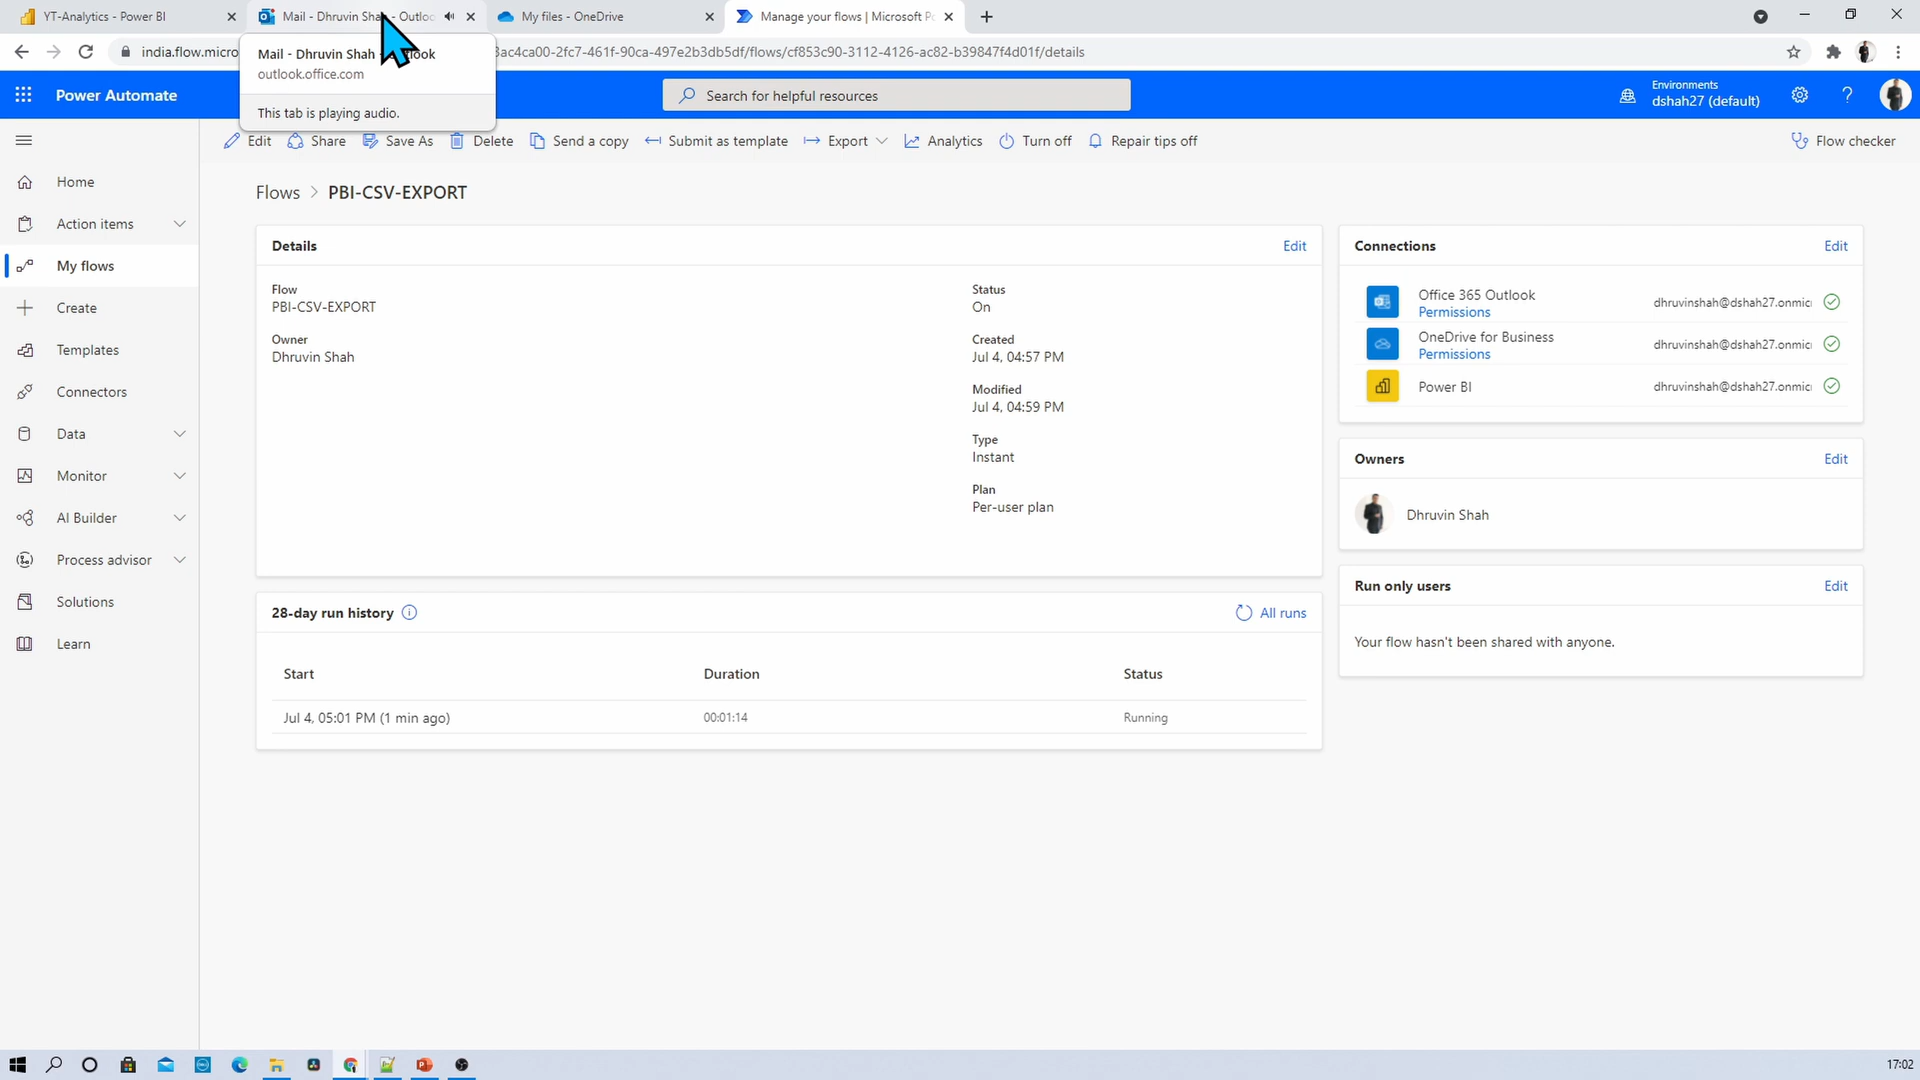 YT-Analytics - Power BI
Mail - Dhruvin Shah - Outloo
My files - OneDrive
Manage your flows | Microsoft Po
india.flow.micro
3ac4ca00-2fc7-461f-90ca-497e2b3db5df/flows/cf853c90-3112-4126-ac82-b39847f4d01f/details
Mail - Dhruvin Shah - Outlook
outlook.office.com
This tab is playing audio.
Power Automate
Search for helpful resources
Environments
dshah27 (default)
Edit
Share
Save As
Delete
Send a copy
Submit as template
Export
Analytics
Turn off
Repair tips off
Flow checker
Home
Action items
My flows
Create
Templates
Connectors
Data
Monitor
AI Builder
Process advisor
Solutions
Learn
Flows > PBI-CSV-EXPORT
Details
Edit
Flow
PBI-CSV-EXPORT
Owner
Dhruvin Shah
Status
On
Created
Jul 4, 04:57 PM
Modified
Jul 4, 04:59 PM
Type
Instant
Plan
Per-user plan
28-day run history
All runs
Start Duration Status
Jul 4, 05:01 PM (1 min ago) 00:01:14 Running
Connections
Edit
Office 365 Outlook
Permissions
dhruvinshah@dshah27.onmic
OneDrive for Business
Permissions
dhruvinshah@dshah27.onmic
Power BI
dhruvinshah@dshah27.onmic
Owners
Edit
Dhruvin Shah
Run only users
Edit
Your flow hasn't been shared with anyone.
17:02